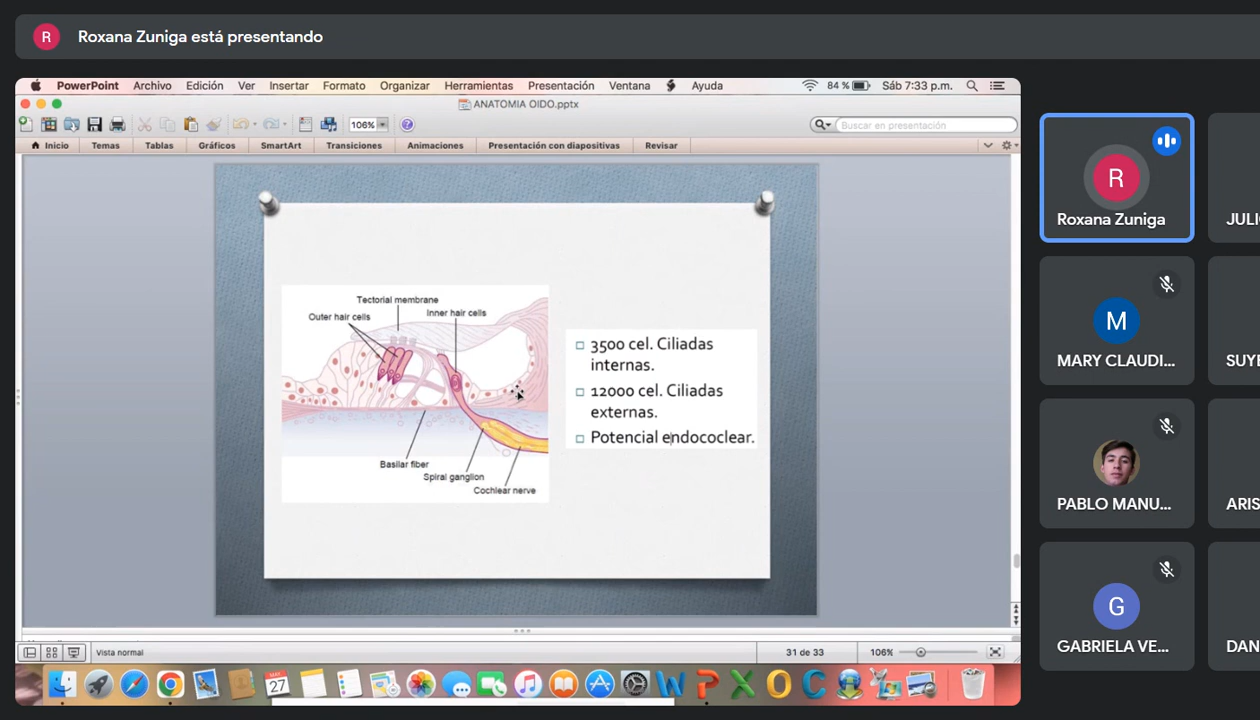 R Roxana Zuniga está presentando
PowerPoint Archivo Edición Ver Insertar Formato Organizar Herramientas Presentación Ventana Ayuda 84 % Sáb 7:33 p.m.
ANATOMIA OIDO.pptx
106% Buscar en presentación
Inicio Temas Tablas Gráficos SmartArt Transiciones Animaciones Presentación con diapositivas Revisar
Tectorial membrane
Outer hair cells
Inner hair cells
Basilar fiber
Spiral ganglion
Cochlear nerve
3500 cel. Ciliadas
internas.
12000 cel. Ciliadas
externas.
Potencial endococlear.
Vista normal 31 de 33 106%
27
R
Roxana Zuniga
JULI
M
MARY CLAUDI...
SUYE
PABLO MANU...
ARIS
G
GABRIELA VE...
DAN